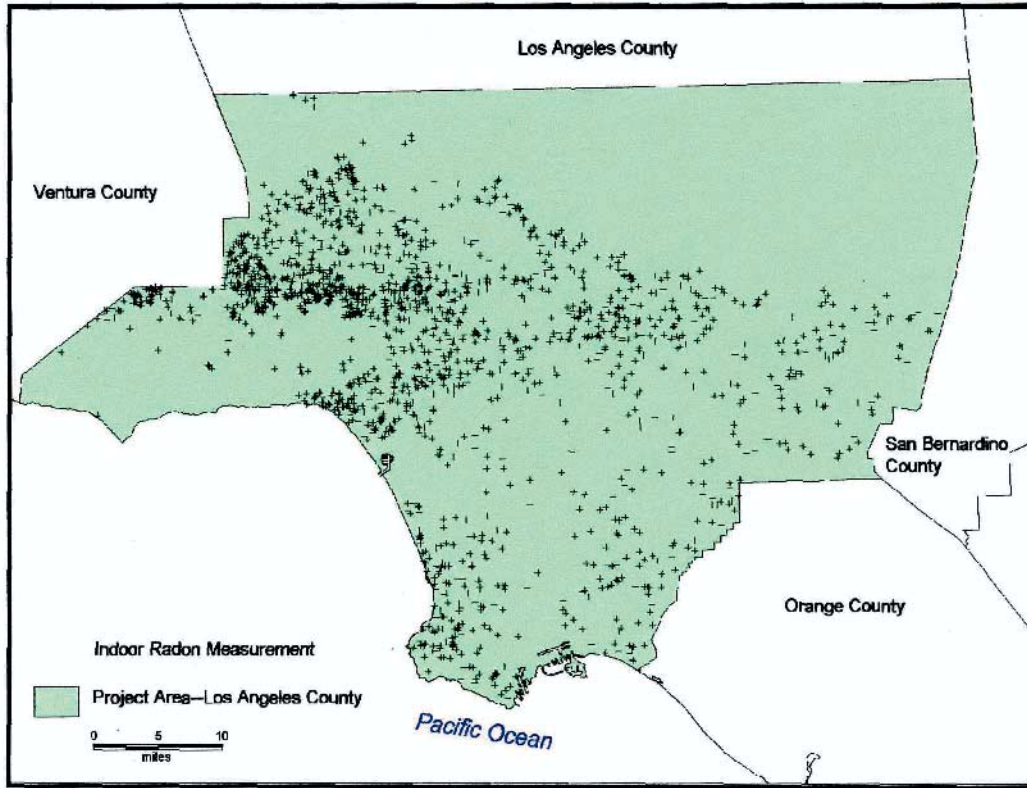 Los Angeles County
Ventura County
San Bernardino
County
Orange County
Indoor Radon Measurement
Project Area--Los Angeles County
0 5 10
miles
Pacific Ocean